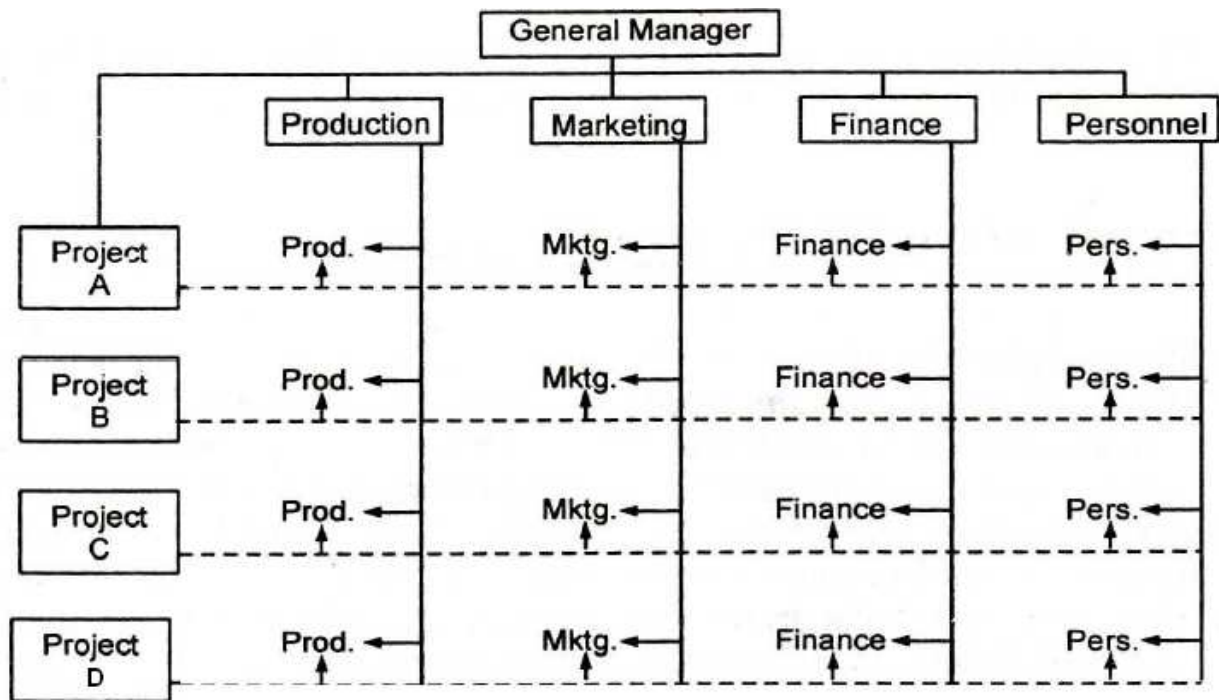 General Manager
Production
Marketing
Finance
Personnel
Project
A
Prod.
Mktg.
Finance
Pers.
Project
B
Prod.
Mktg.
Finance
Pers.
Project
C
Prod.
Mktg.
Finance
Pers.
Project
D
Prod.
Mktg.
Finance
Pers.